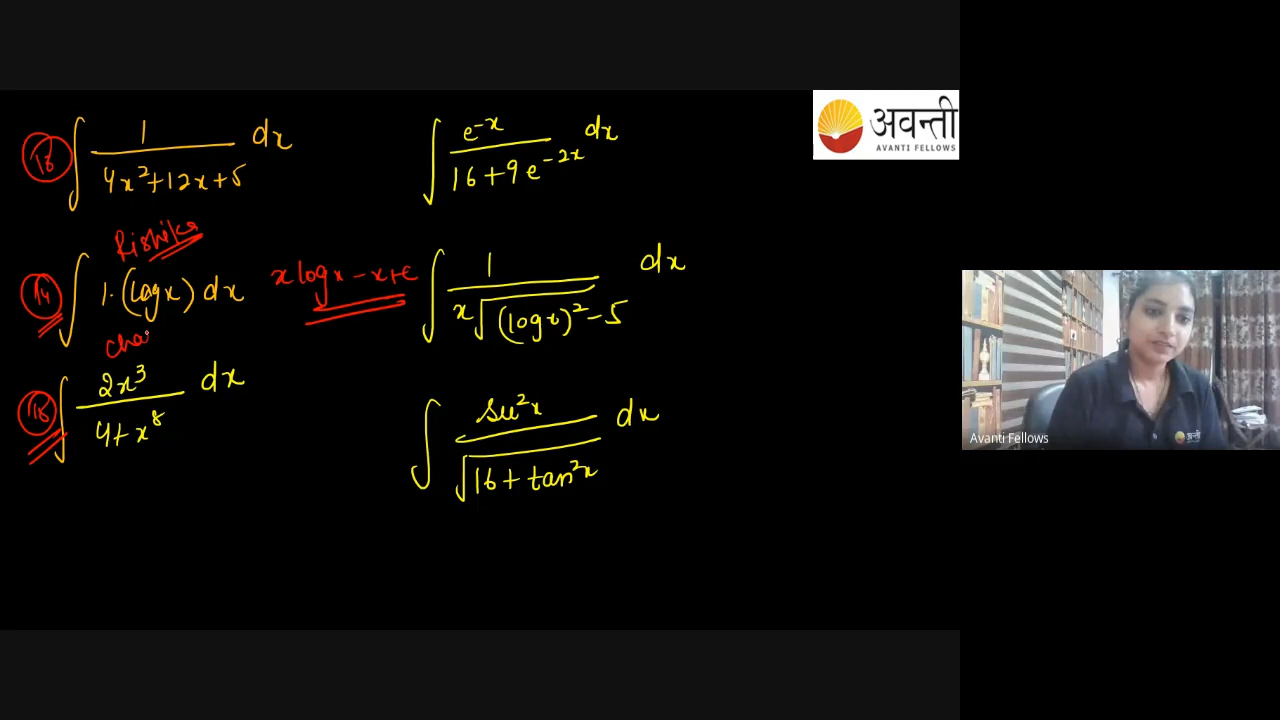 13 ∫ 1/(4x²+12x+5) dx
Rishika
14 ∫ 1·(log x) dx x log x - x + c
15 ∫ 2x³/(4+x⁸) dx
∫ e⁻ˣ/(16+9e⁻²ˣ) dx
∫ 1/(x√((log x)²-5)) dx
∫ sec²x/√(16+tan²x) dx
अवन्ती
AVANTI FELLOWS
Avanti Fellows